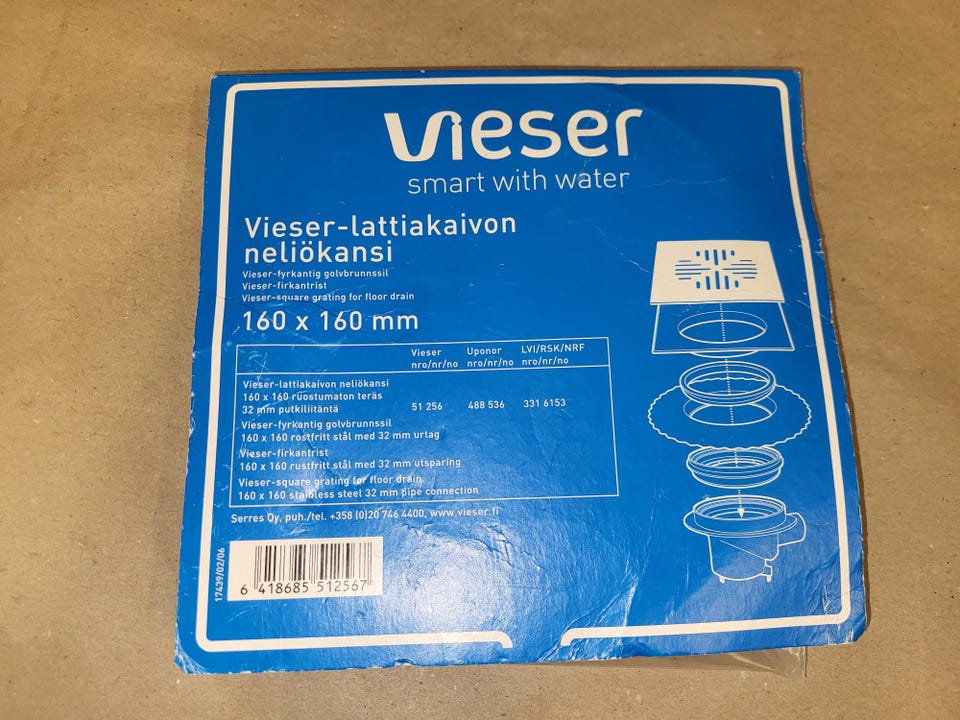 vieser
smart with water
Vieser-lattiakaivon
neliökansi
Vieser-fyrkantig golvbrunnssil
Vieser-firkantrist
Vieser-square grating for floor drain
160 x 160 mm
Vieser Uponor LVI/RSK/NRF
nro/nr/no nro/nr/no nro/nr/no
Vieser-lattiakaivon neliökansi
160 x 160 ruostumaton teräs
32 mm putkiliitäntä 51 256 488 536 331 6153
Vieser-fyrkantig golvbrunnssil
160 x 160 rostfritt stål med 32 mm urtag
Vieser-firkantrist
160 x 160 rustfritt stål med 32 mm utsparing
Vieser-square grating for floor drain
160 x 160 stainless steel 32 mm pipe connection
Serres Oy, puh./tel. +358 (0)20 746 4400, www.vieser.fi
17439/02/06
6 418685 512567